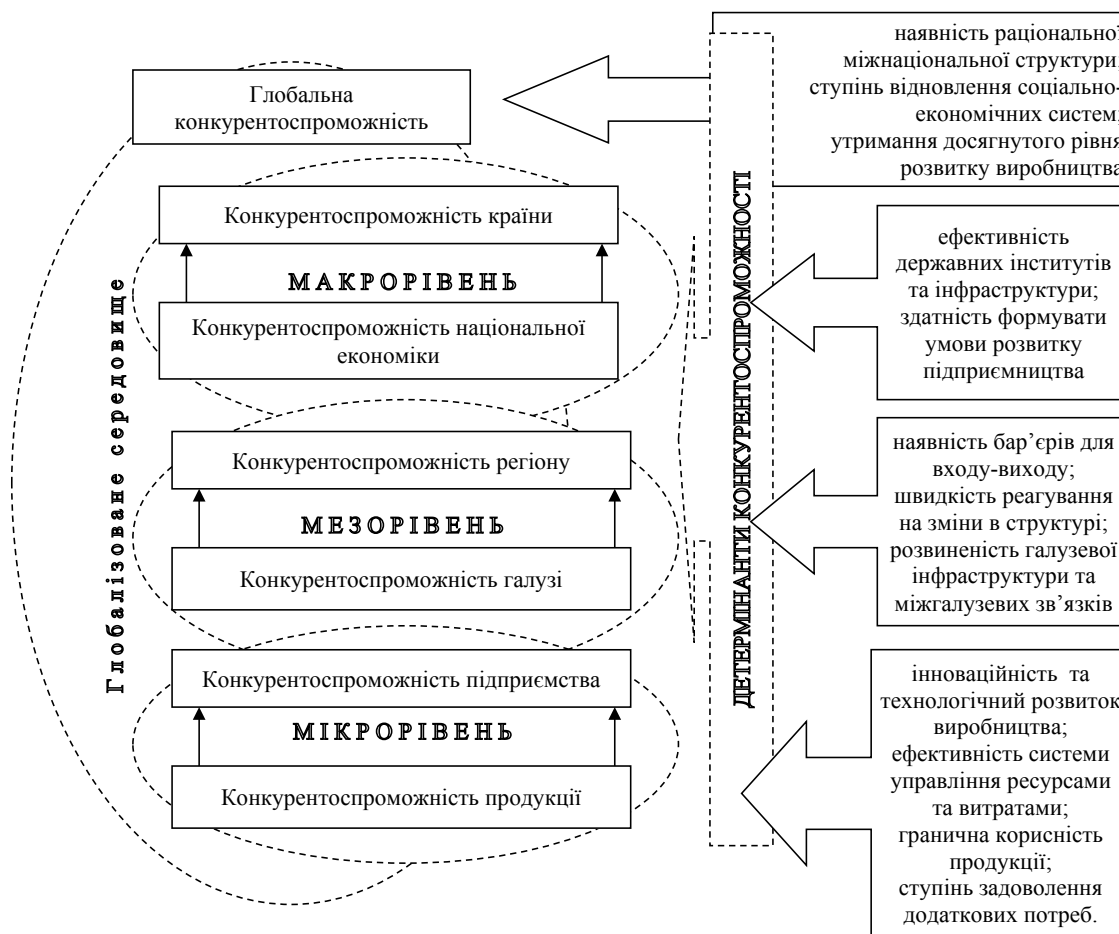 Глобальна
конкурентоспроможність
Конкурентоспроможність країни
МАКРОРІВЕНЬ
Конкурентоспроможність національної
економіки
Конкурентоспроможність регіону
МЕЗОРІВЕНЬ
Конкурентоспроможність галузі
Конкурентоспроможність підприємства
МІКРОРІВЕНЬ
Конкурентоспроможність продукції
Глобалізоване середовище
ДЕТЕРМІНАНТИ КОНКУРЕНТОСПРОМОЖНОСТІ
наявність раціональної
міжнаціональної структури;
ступінь відновлення соціально-
економічних систем;
утримання досягнутого рівня
розвитку виробництва
ефективність
державних інститутів
та інфраструктури;
здатність формувати
умови розвитку
підприємництва
наявність бар’єрів для
входу-виходу;
швидкість реагування
на зміни в структурі;
розвиненість галузевої
інфраструктури та
міжгалузевих зв’язків
інноваційність та
технологічний розвиток
виробництва;
ефективність системи
управління ресурсами
та витратами;
гранична корисність
продукції;
ступінь задоволення
додаткових потреб.